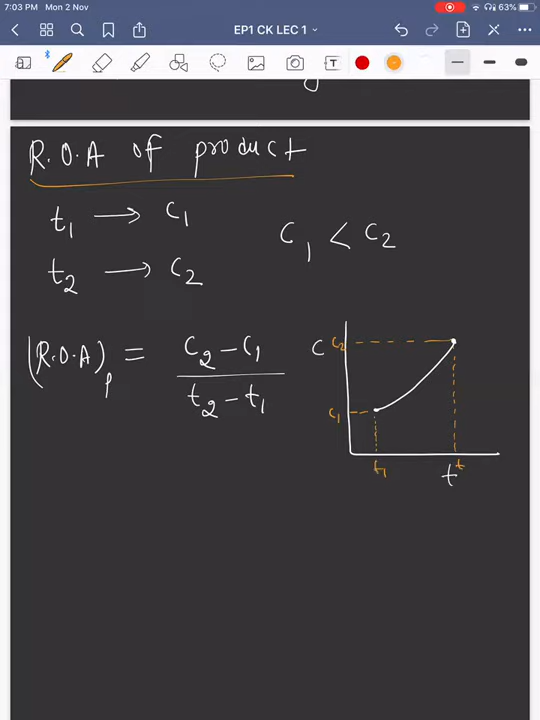 7:03 PM Mon 2 Nov 63%
EP1 CK LEC 1
T
R.O.A of product
t1 → C1
C1 < C2
t2 → C2
(R.O.A)p = C2 - C1 / t2 - t1
C
C2
C1
t1
t
t